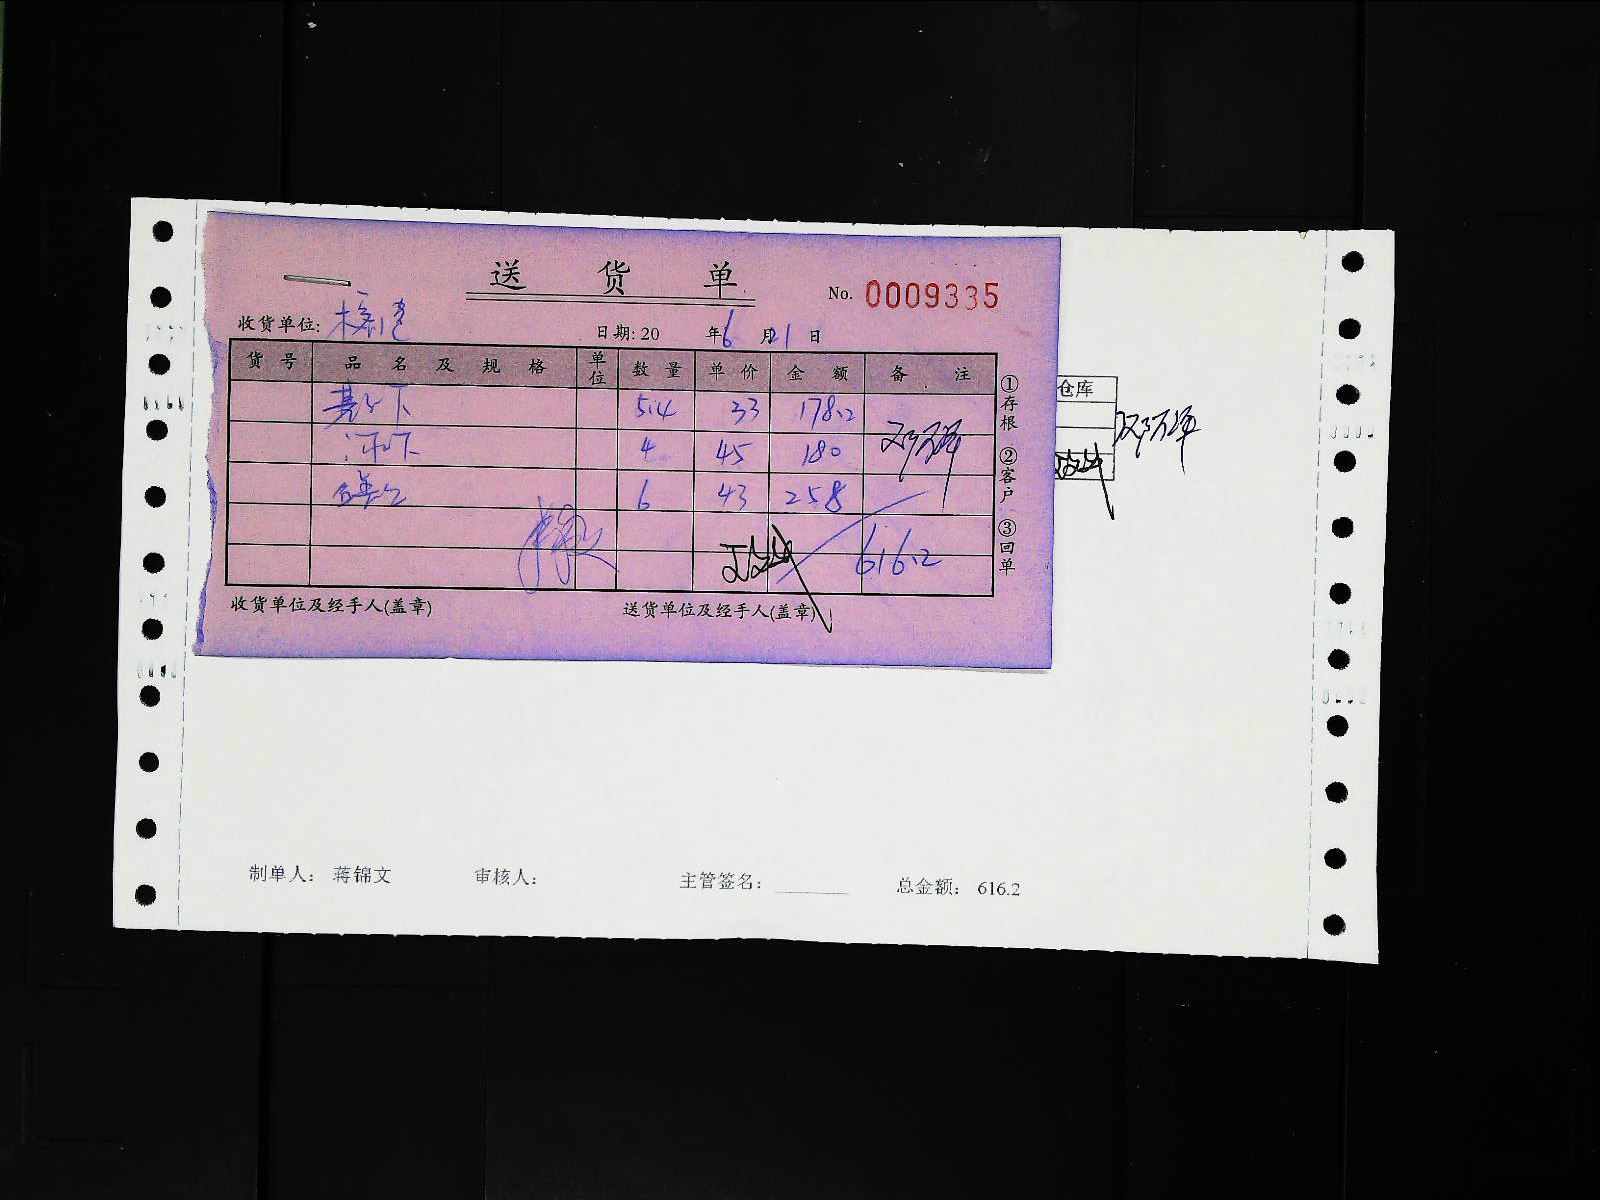 送 货 单
No. 0009335
收货单位:
日期: 20 年 6 月 21 日
货 号 品 名 及 规 格 单位 数 量 单 价 金 额 备 注
5.4 33 178.2
4 45 180
6 43 258
616.2
收货单位及经手人(盖章) 送货单位及经手人(盖章)
①存根 ②客户 ③回单
仓库
制单人: 蒋锦文 审核人: 主管签名: 总金额: 616.2